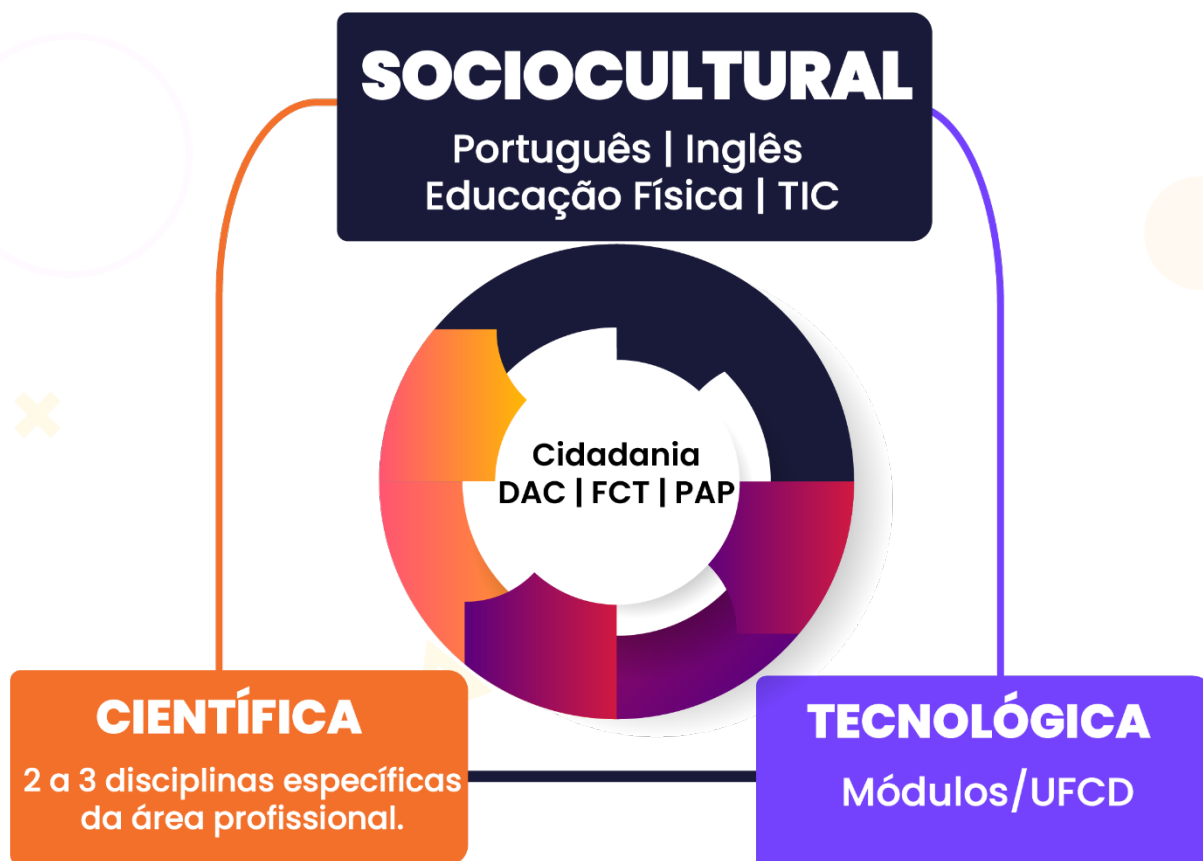 SOCIOCULTURAL
Português | Inglês
Educação Física | TIC
Cidadania
DAC | FCT | PAP
CIENTÍFICA
2 a 3 disciplinas específicas
da área profissional.
TECNOLÓGICA
Módulos/UFCD